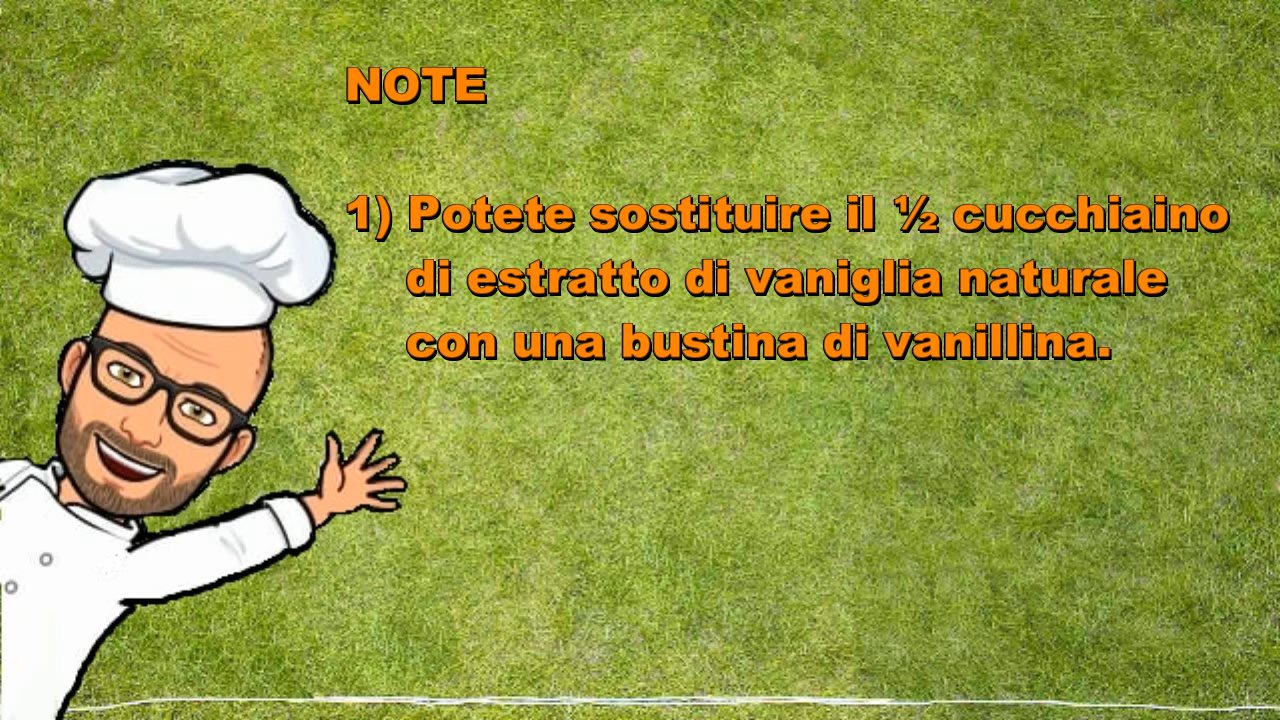 NOTE
1) Potete sostituire il ½ cucchiaino
di estratto di vaniglia naturale
con una bustina di vanillina.